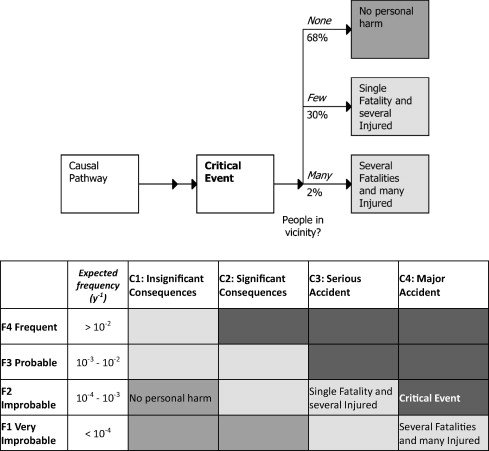 None
68%
No personal
harm
Few
30%
Single
Fatality and
several
Injured
Causal
Pathway
Critical
Event
Many
2%
Several
Fatalities
and many
Injured
People in
vicinity?
Expected
frequency
(y⁻¹)
C1: Insignificant
Consequences
C2: Significant
Consequences
C3: Serious
Accident
C4: Major
Accident
F4 Frequent
> 10⁻²
F3 Probable
10⁻³ - 10⁻²
F2
Improbable
10⁻⁴ - 10⁻³
No personal harm
Single Fatality and
several Injured
Critical Event
F1 Very
Improbable
< 10⁻⁴
Several Fatalities
and many Injured